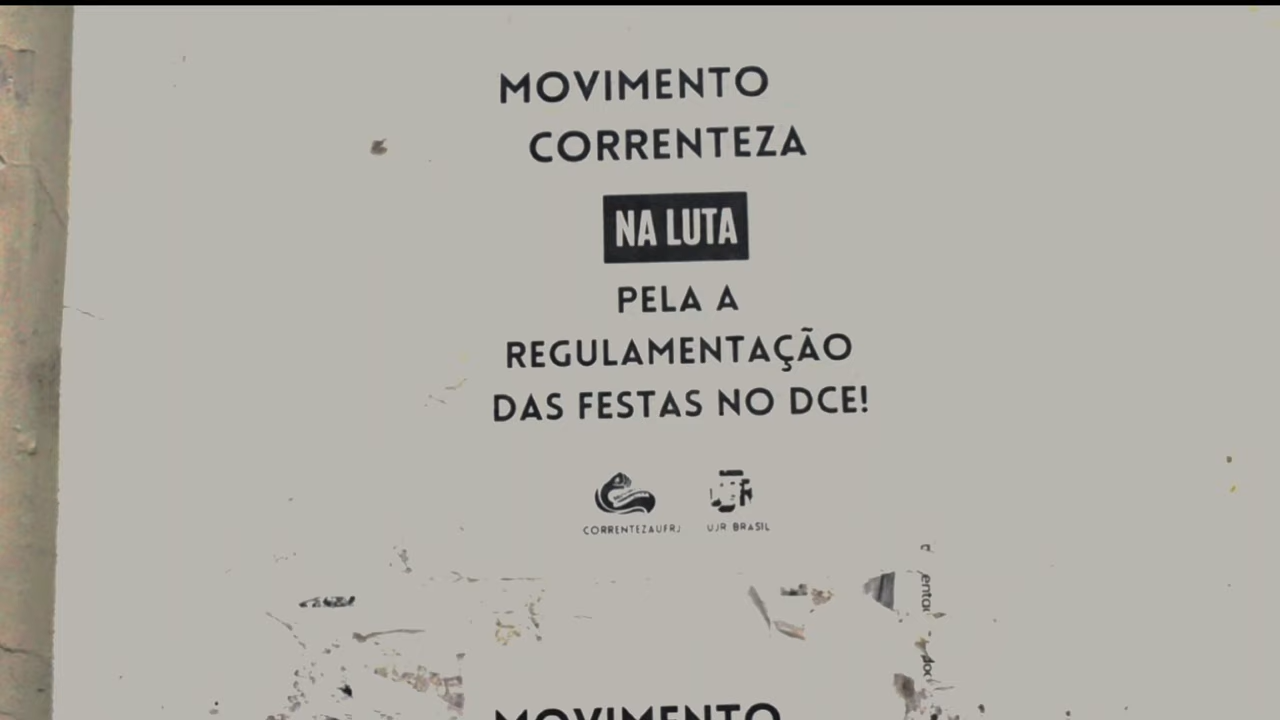 MOVIMENTO
CORRENTEZA
NA LUTA
PELA A
REGULAMENTAÇÃO
DAS FESTAS NO DCE!
CORRENTEZAUFRJ
UJR BRASIL
MOVIMENTO